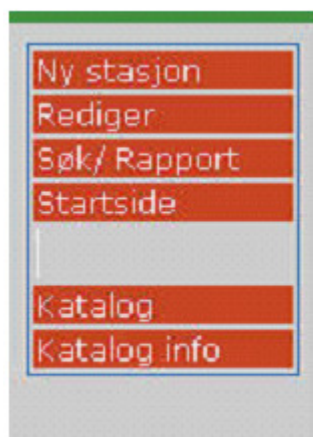 Ny stasjon
Rediger
Søk/ Rapport
Startside
Katalog
Katalog info